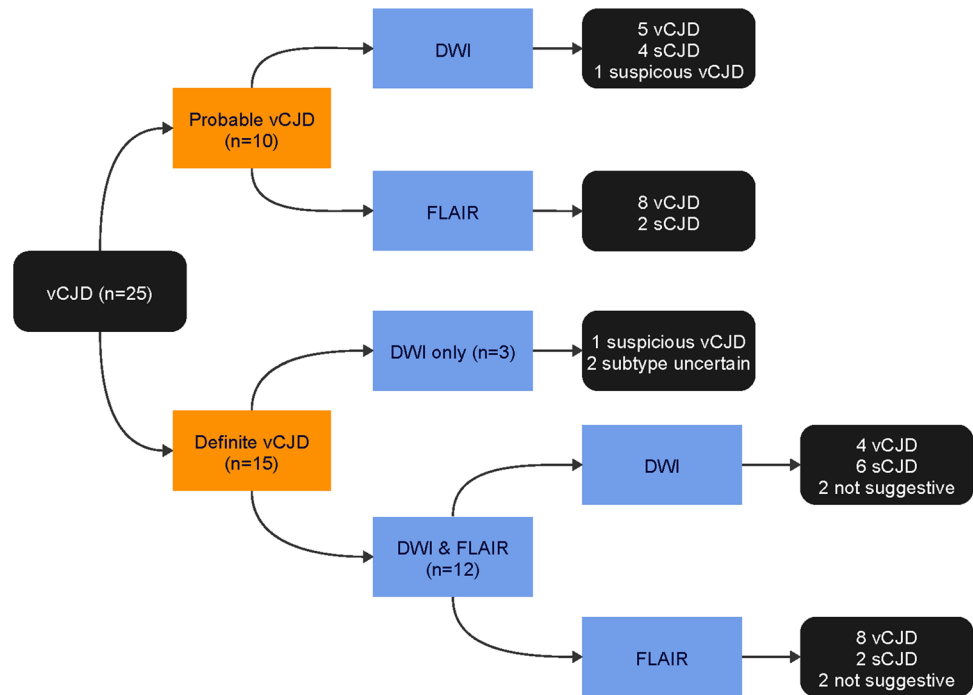 DWI
5 vCJD
4 sCJD
1 suspicous vCJD
Probable vCJD
(n=10)
FLAIR
8 vCJD
2 sCJD
vCJD (n=25)
DWI only (n=3)
1 suspicious vCJD
2 subtype uncertain
Definite vCJD
(n=15)
DWI
4 vCJD
6 sCJD
2 not suggestive
DWI & FLAIR
(n=12)
FLAIR
8 vCJD
2 sCJD
2 not suggestive